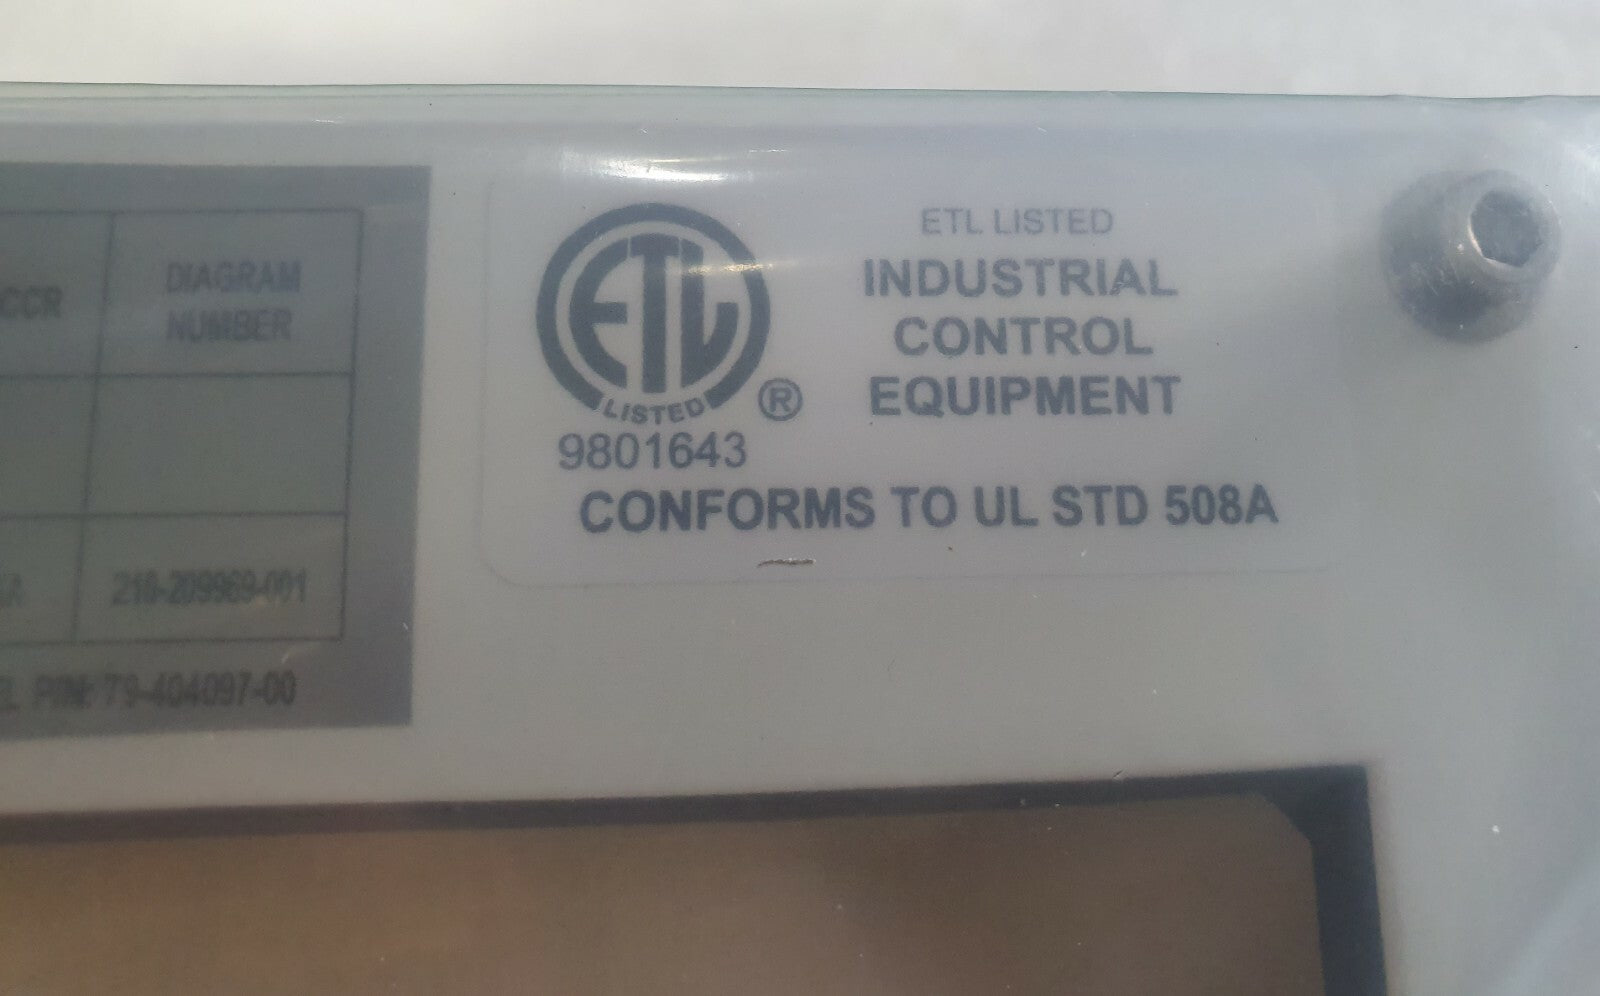 CCR
DIAGRAM
NUMBER
A
218-209969-001
P/N: 79-404097-00
ETL
LISTED
®
9801643
ETL LISTED
INDUSTRIAL
CONTROL
EQUIPMENT
CONFORMS TO UL STD 508A